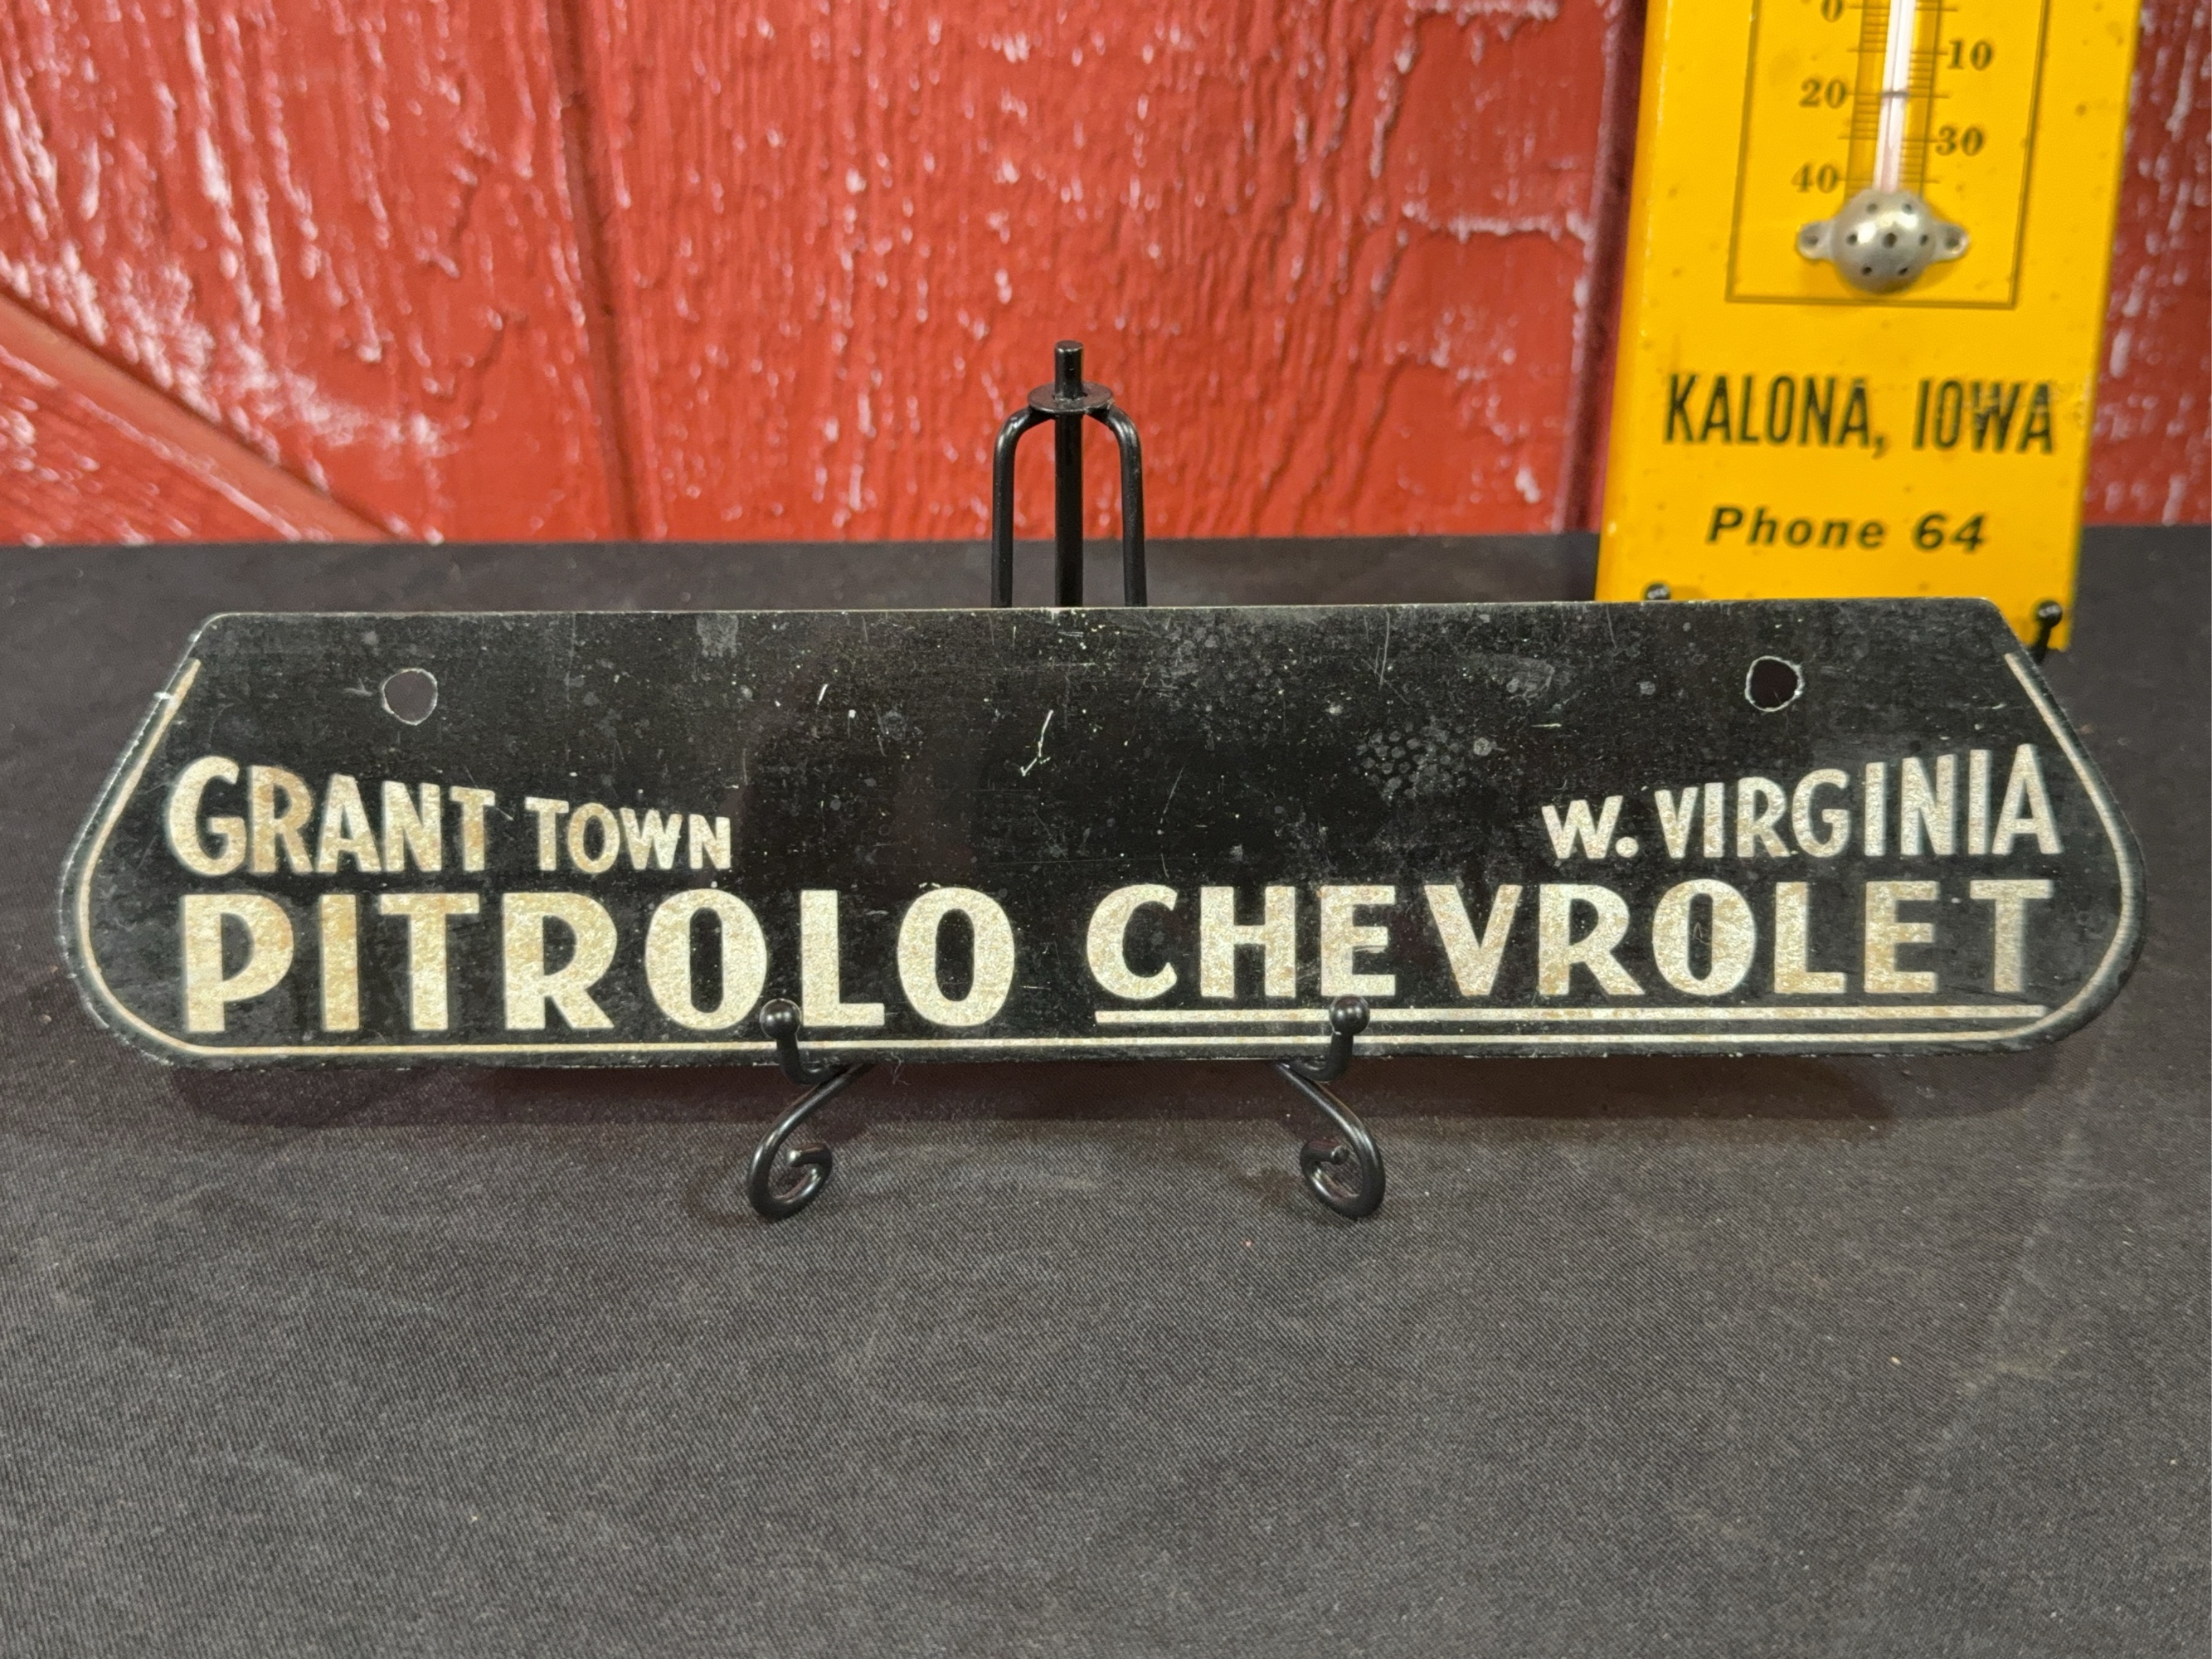 0
10
20
30
40
KALONA, IOWA
Phone 64
GRANT TOWN W. VIRGINIA
PITROLO CHEVROLET